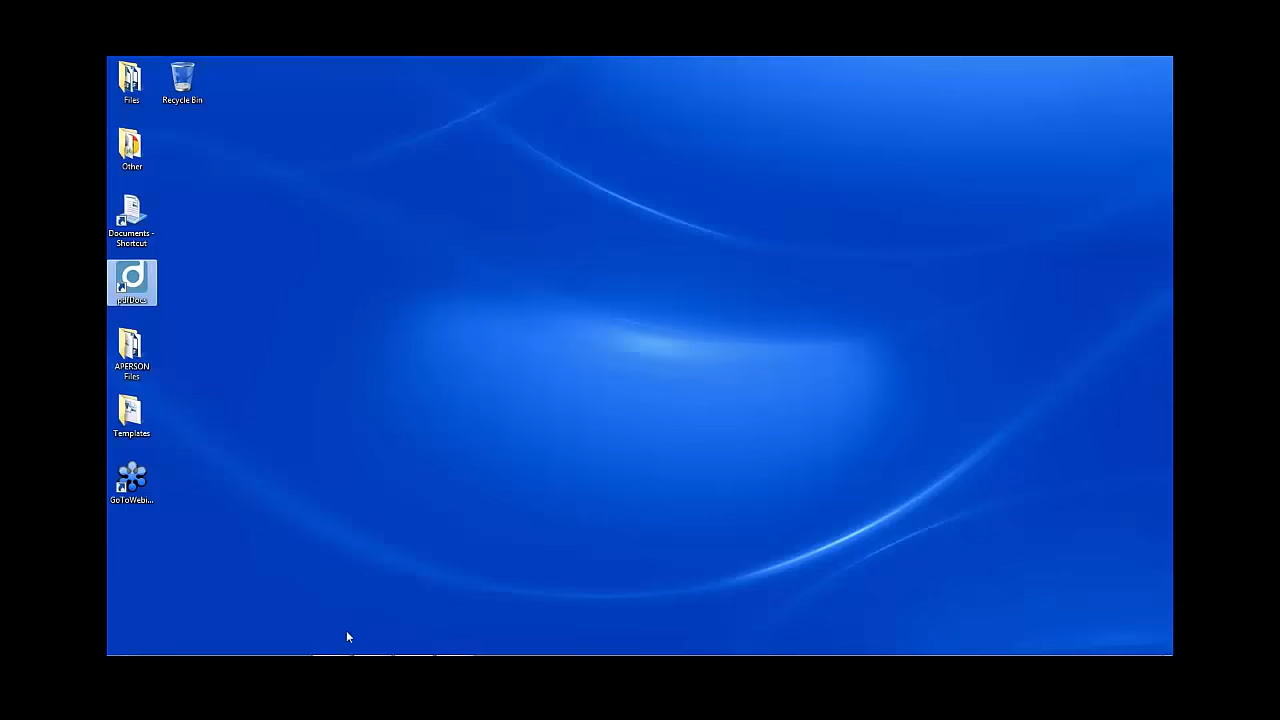 Files
Recycle Bin
Other
Documents -
Shortcut
pdfDocs
APERSON
Files
Templates
GoToWebi...